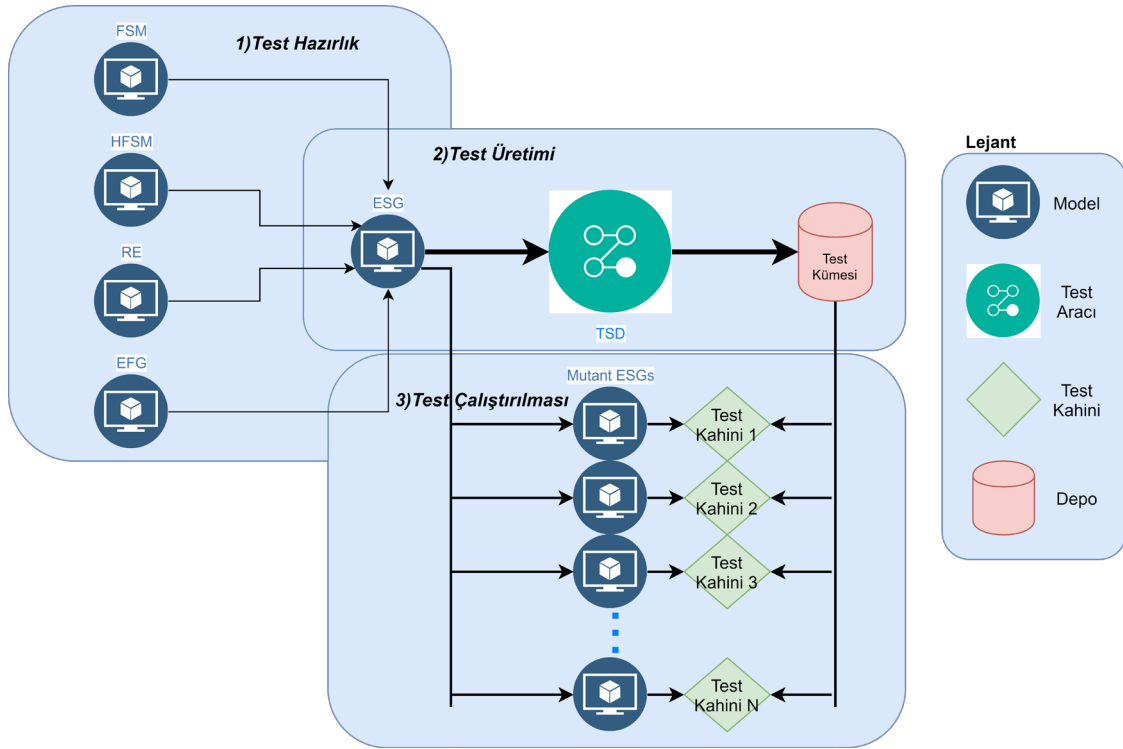 FSM
1)Test Hazırlık
HFSM
RE
EFG
2)Test Üretimi
ESG
TSD
Test
Kümesi
3)Test Çalıştırılması
Mutant ESGs
Test
Kahini 1
Test
Kahini 2
Test
Kahini 3
Test
Kahini N
Lejant
Model
Test
Aracı
Test
Kahini
Depo